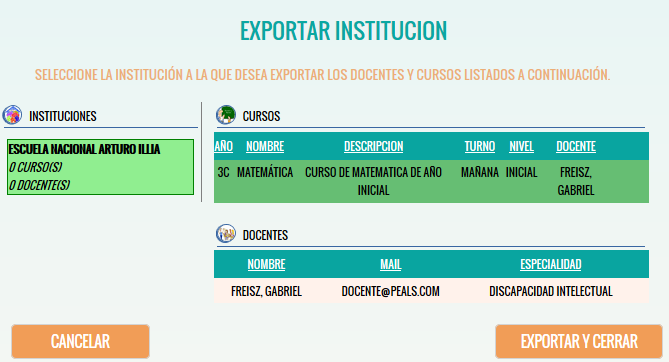 EXPORTAR INSTITUCION
SELECCIONE LA INSTITUCIÓN A LA QUE DESEA EXPORTAR LOS DOCENTES Y CURSOS LISTADOS A CONTINUACIÓN.
INSTITUCIONES
ESCUELA NACIONAL ARTURO ILLIA
0 CURSO(S)
0 DOCENTE(S)
CURSOS
AÑO NOMBRE DESCRIPCION TURNO NIVEL DOCENTE
3C MATEMÁTICA CURSO DE MATEMATICA DE AÑO MAÑANA INICIAL FREISZ,
INICIAL GABRIEL
DOCENTES
NOMBRE MAIL ESPECIALIDAD
FREISZ, GABRIEL DOCENTE@PEALS.COM DISCAPACIDAD INTELECTUAL
CANCELAR EXPORTAR Y CERRAR